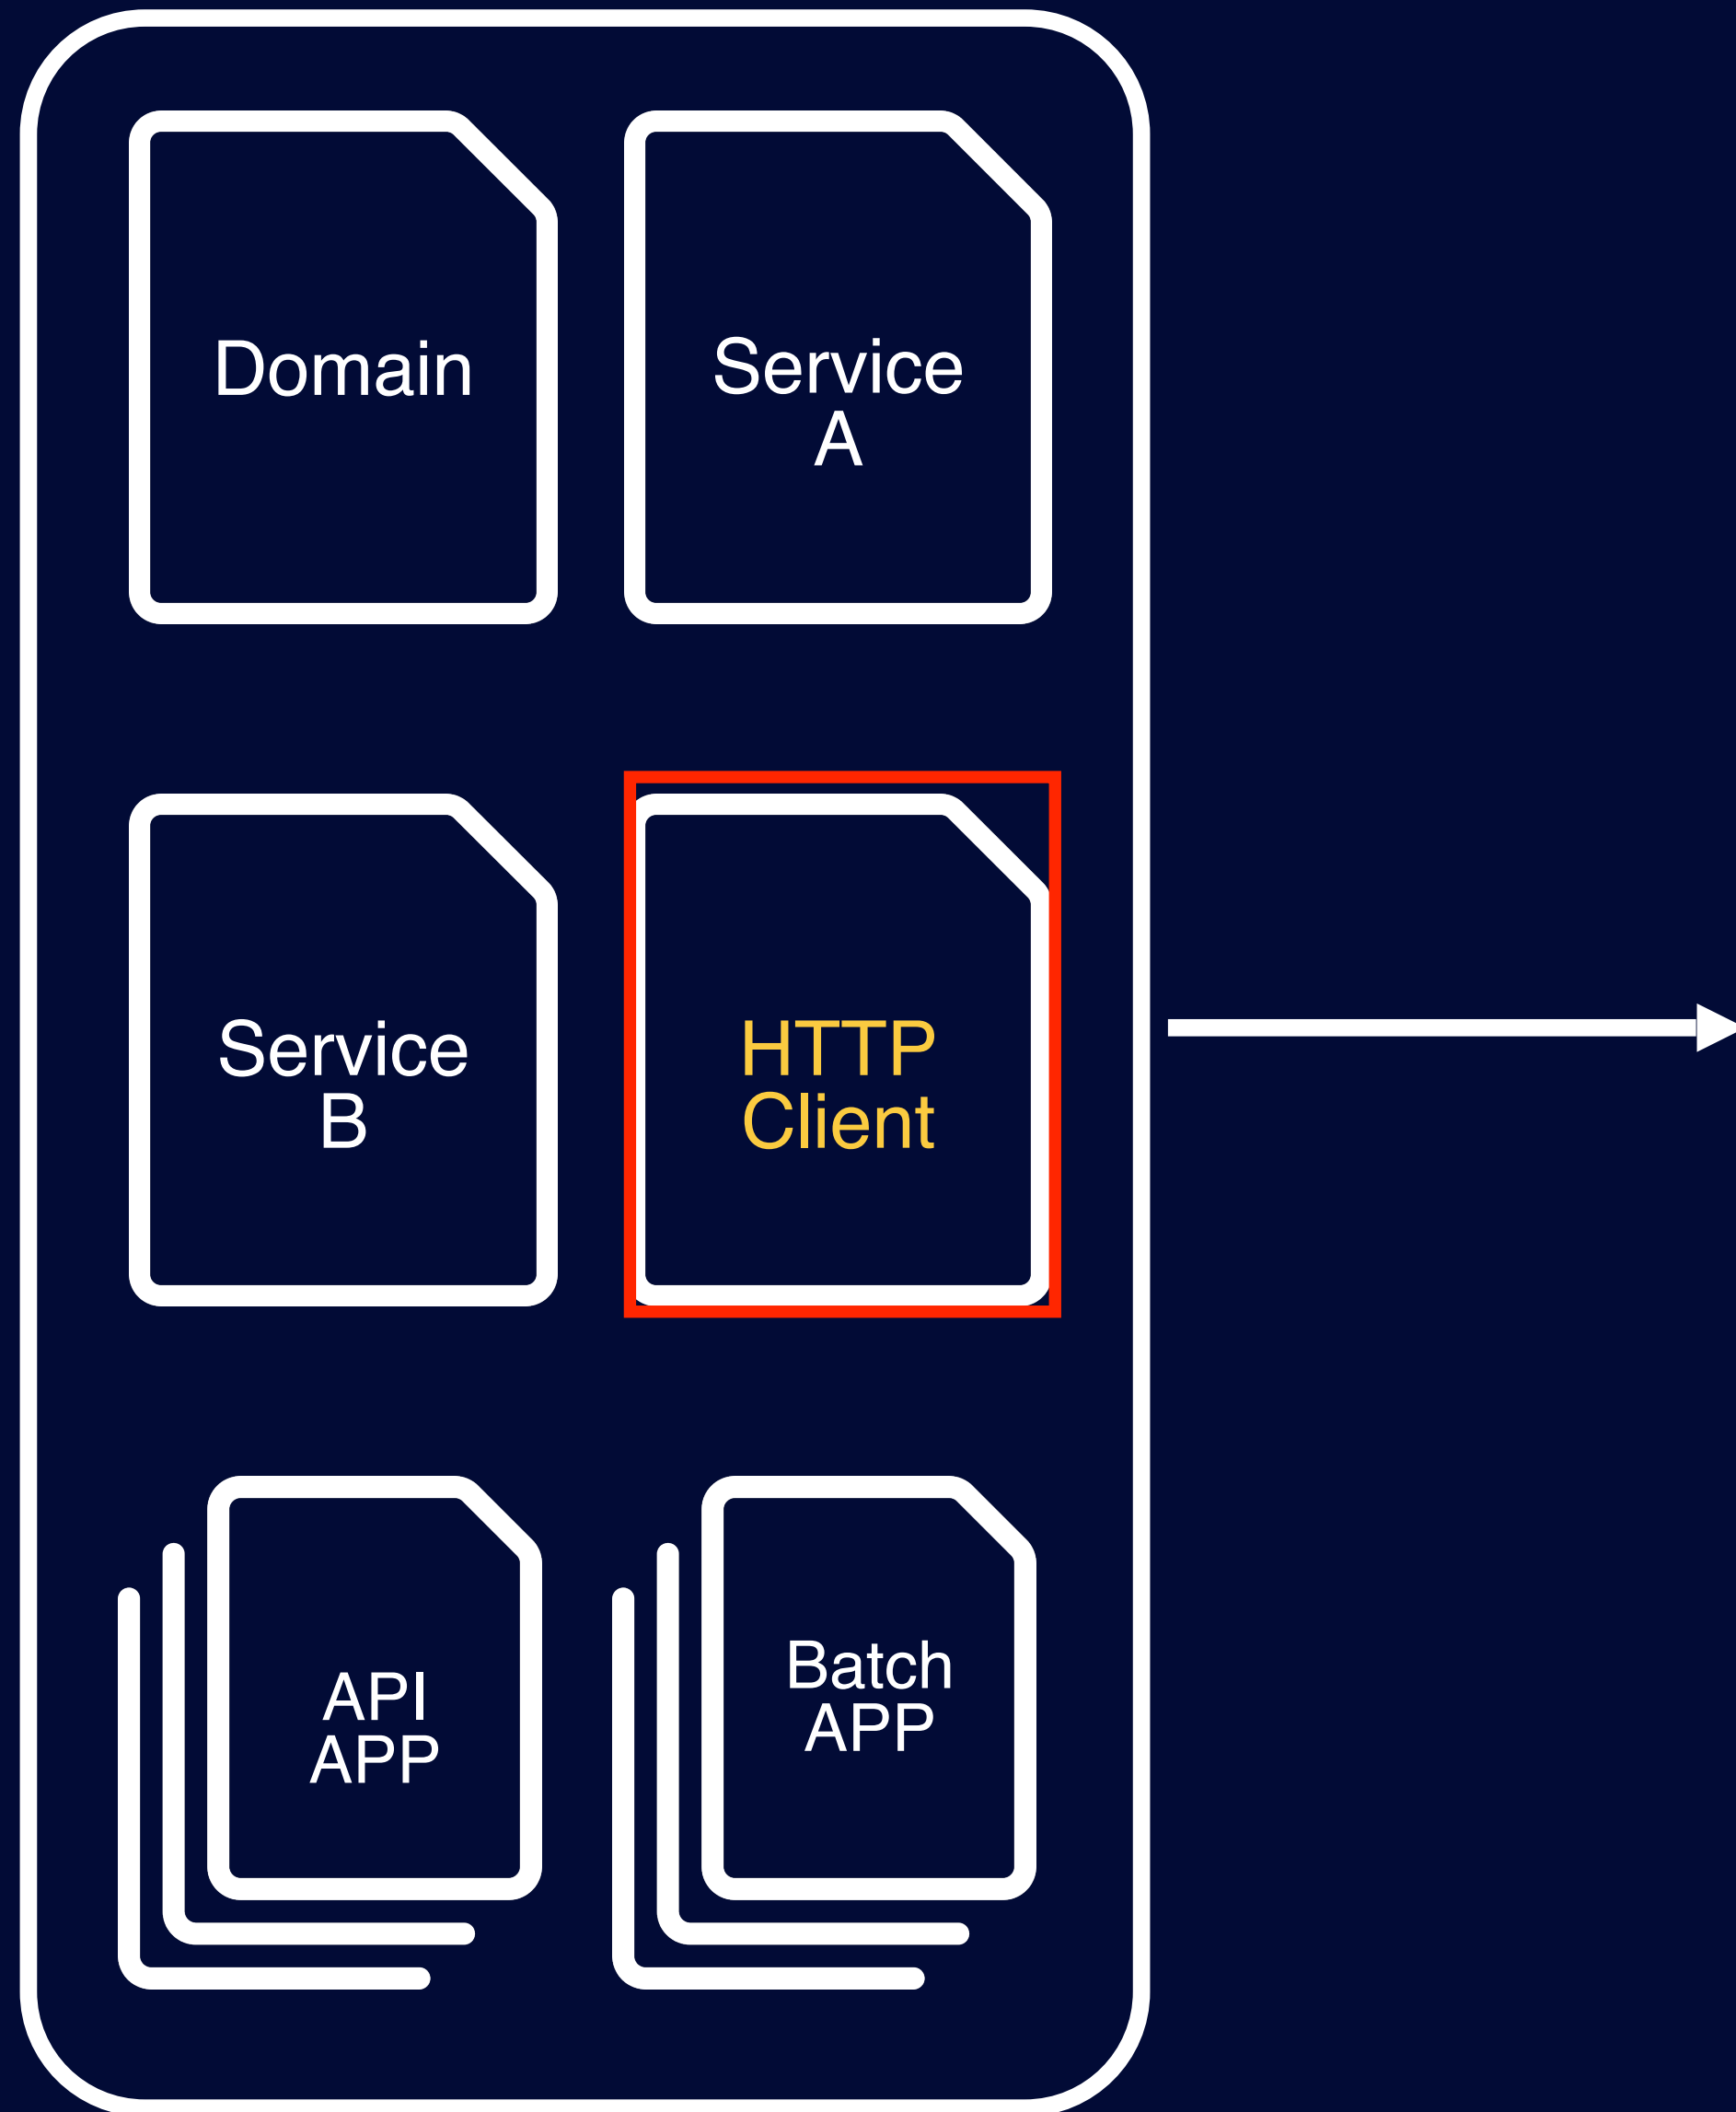 Domain
Service
A
Service
B
HTTP
Client
API
APP
Batch
APP